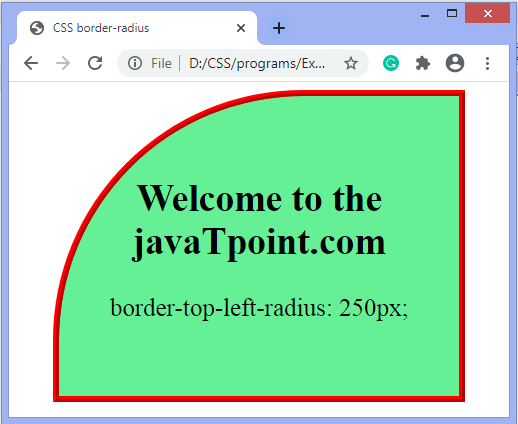 CSS border-radius
File D:/CSS/programs/Ex...
Welcome to the
javaTpoint.com
border-top-left-radius: 250px;